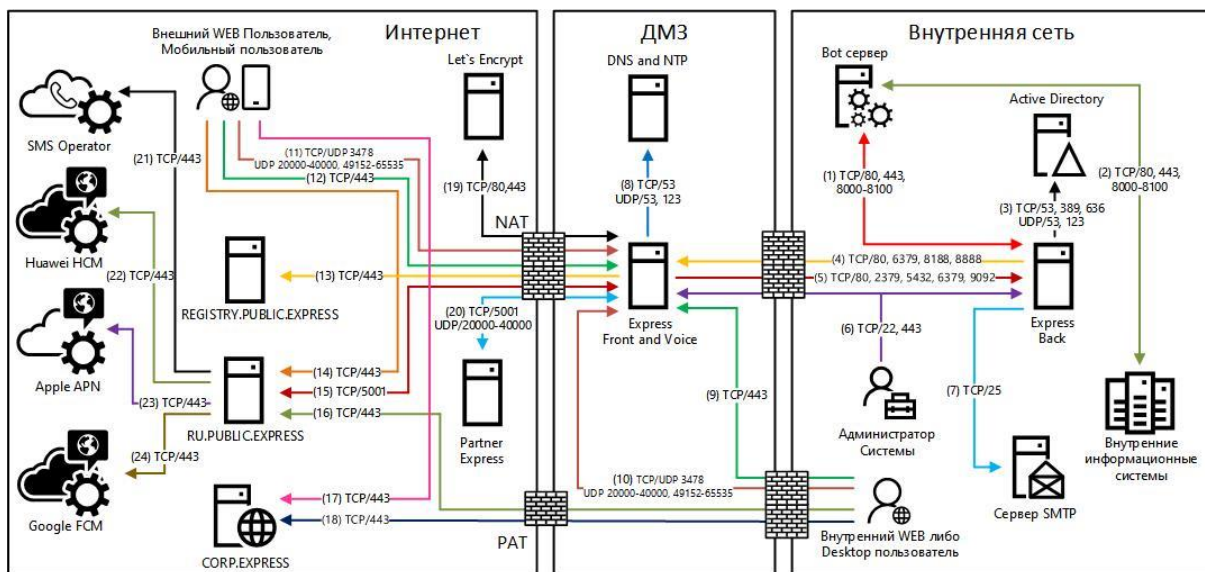 Интернет
ДМЗ
Внутренняя сеть
Внешний WEB Пользователь,
Мобильный пользователь
Let`s Encrypt
DNS and NTP
Bot сервер
Active Directory
SMS Operator
(21) TCP/443
(11) TCP/UDP 3478
UDP 20000-40000, 49152-65535
(12) TCP/443
(19) TCP/80,443
NAT
(8) TCP/53
UDP/53, 123
(1) TCP/80, 443,
8000-8100
(2) TCP/80, 443,
8000-8100
(3) TCP/53, 389, 636
UDP/53, 123
Huawei HCM
(22) TCP/443
(13) TCP/443
REGISTRY.PUBLIC.EXPRESS
(20) TCP/5001
UDP/20000-40000
Express
Front and Voice
(4) TCP/80, 6379, 8188, 8888
(5) TCP/80, 2379, 5432, 6379, 9092
(6) TCP/22, 443
Express
Back
Apple APN
(23) TCP/443
(14) TCP/443
(15) TCP/5001
(16) TCP/443
RU.PUBLIC.EXPRESS
Partner
Express
(9) TCP/443
(7) TCP/25
Администратор
Системы
Внутренние
информационные
системы
(24) TCP/443
Google FCM
(17) TCP/443
(18) TCP/443
CORP.EXPRESS
PAT
(10) TCP/UDP 3478
UDP 20000-40000, 49152-65535
Внутренний WEB либо
Desktop пользователь
Сервер SMTP